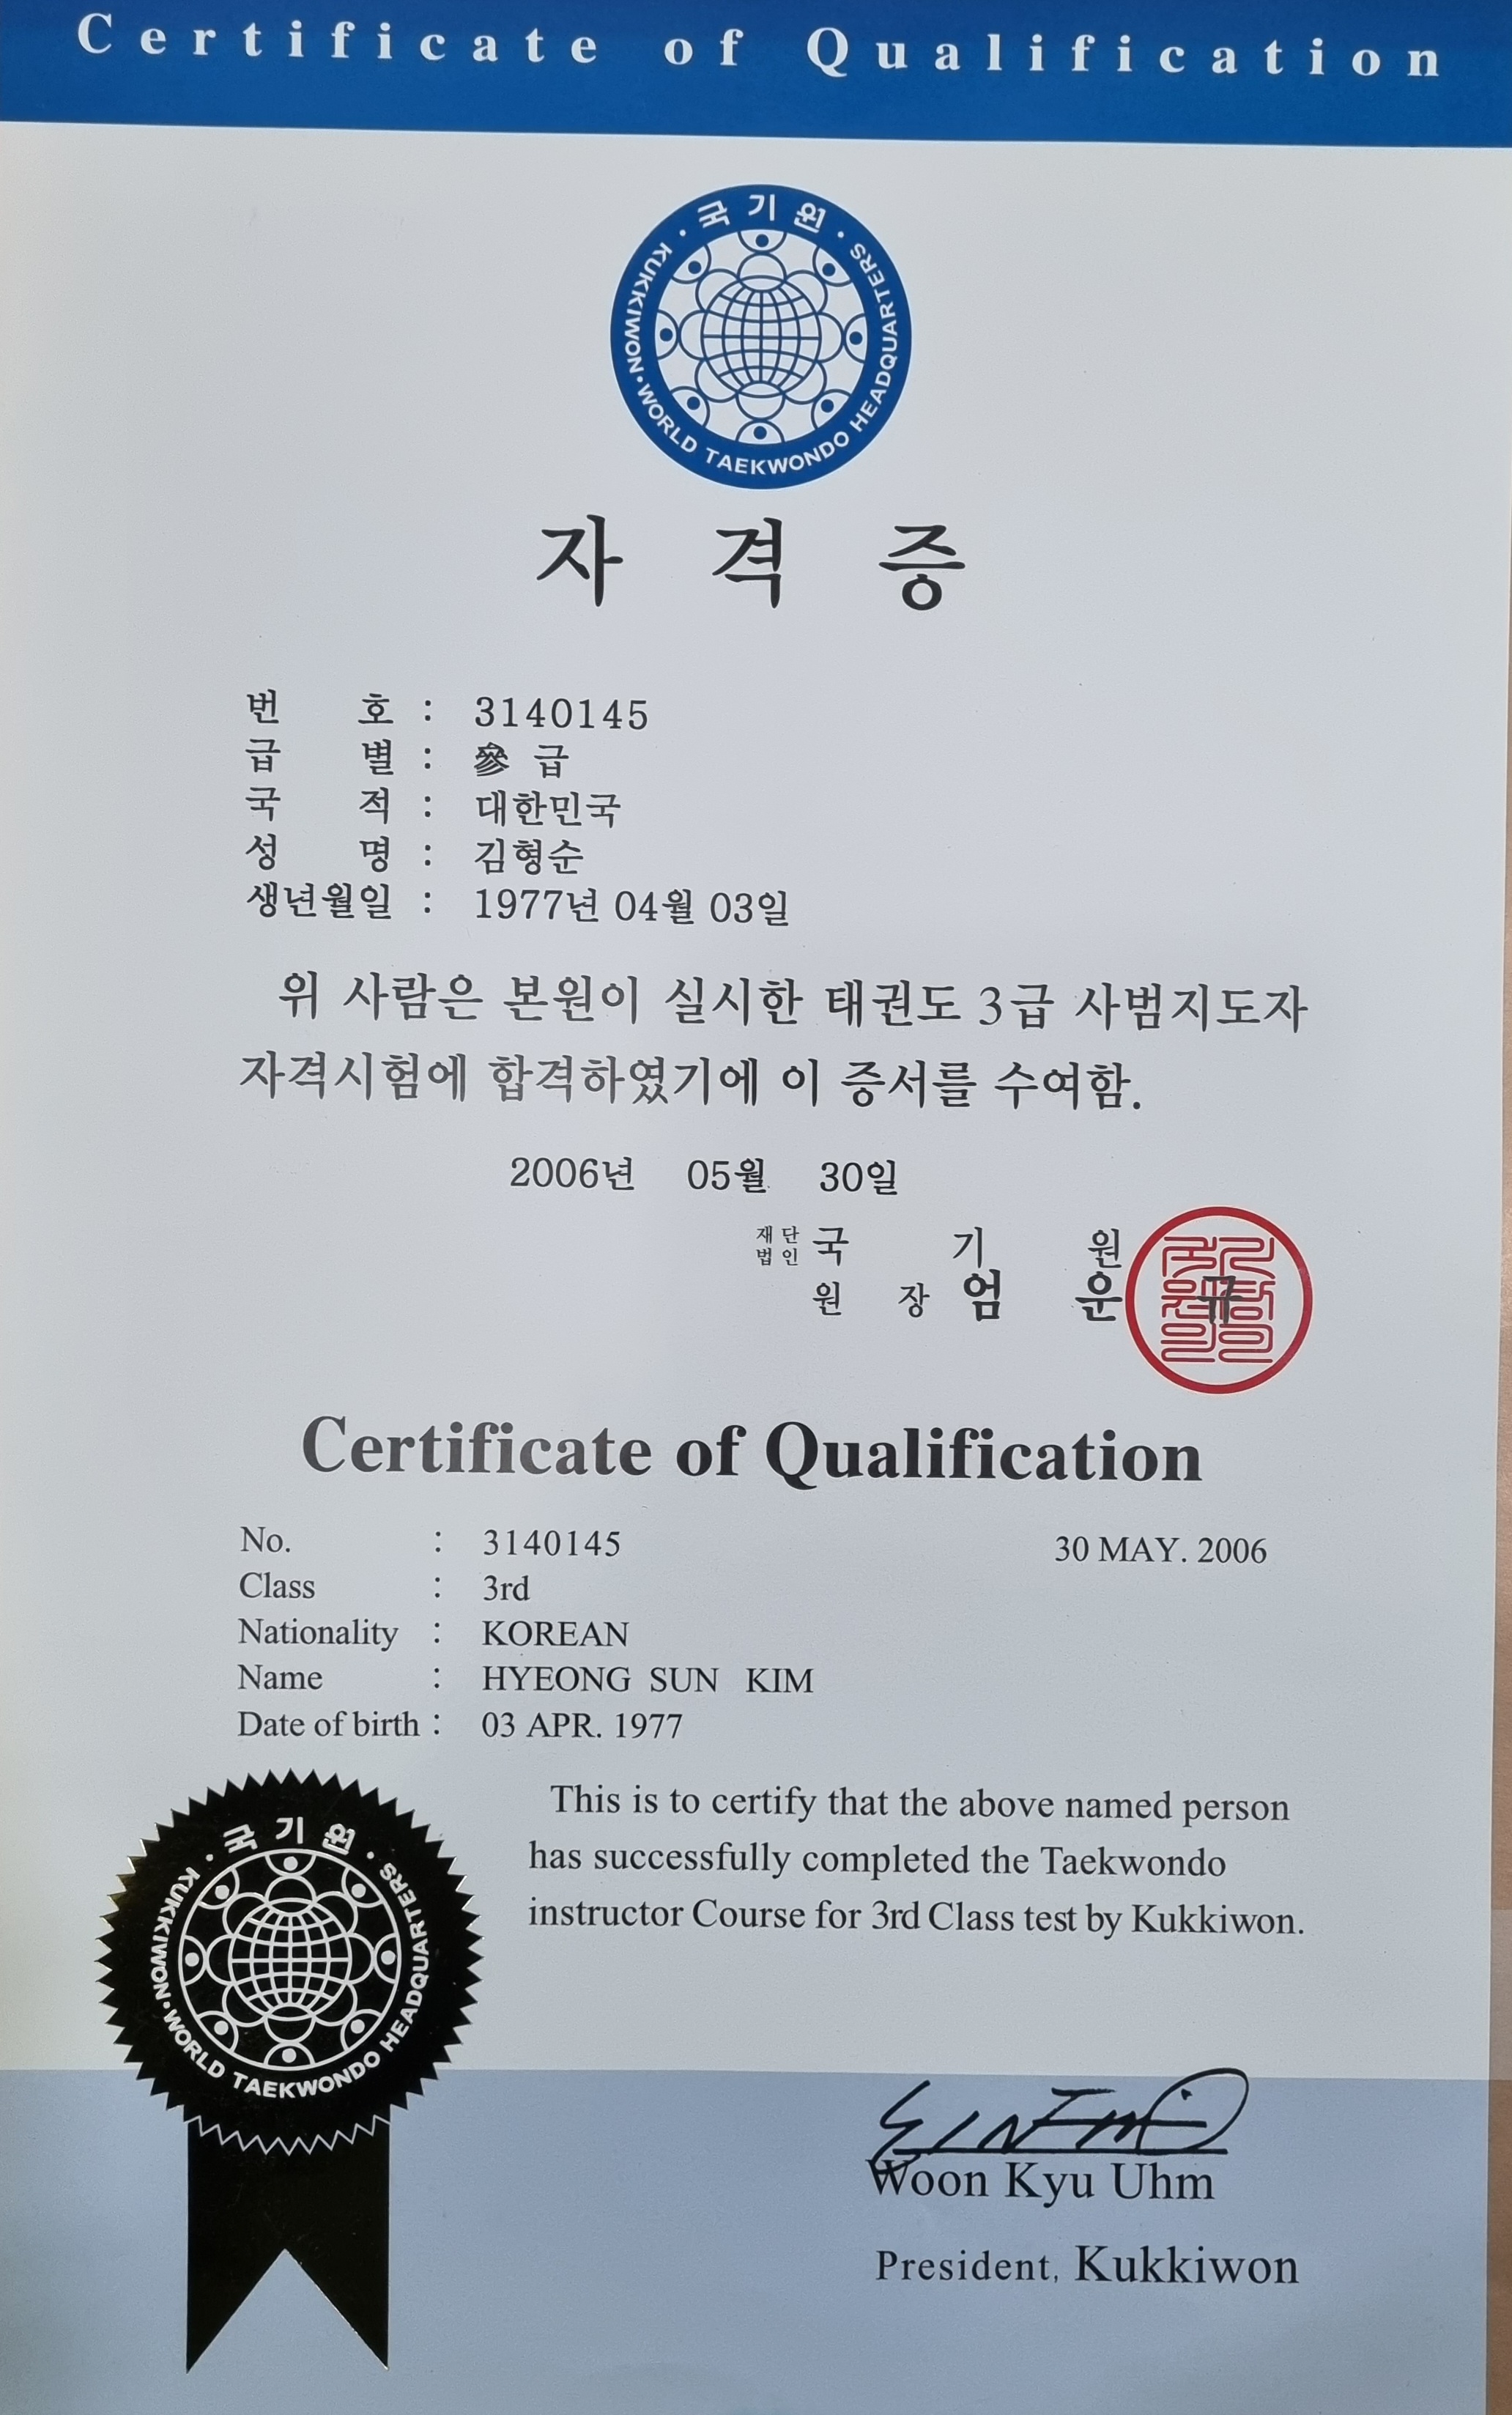 Certificate of Qualification
· 국기원 ·
KUKKIWON · WORLD TAEKWONDO HEADQUARTERS
자 격 증
번 호 : 3140145
급 별 : 參 급
국 적 : 대한민국
성 명 : 김형순
생년월일 : 1977년 04월 03일
위 사람은 본원이 실시한 태권도 3급 사범지도자
자격시험에 합격하였기에 이 증서를 수여함.
2006년 05월 30일
재단법인 국 기 원
원 장 엄 운 규
Certificate of Qualification
No. : 3140145
30 MAY. 2006
Class : 3rd
Nationality : KOREAN
Name : HYEONG SUN KIM
Date of birth : 03 APR. 1977
This is to certify that the above named person
has successfully completed the Taekwondo
instructor Course for 3rd Class test by Kukkiwon.
· 국기원 ·
KUKKIWON · WORLD TAEKWONDO HEADQUARTERS
Woon Kyu Uhm
President, Kukkiwon